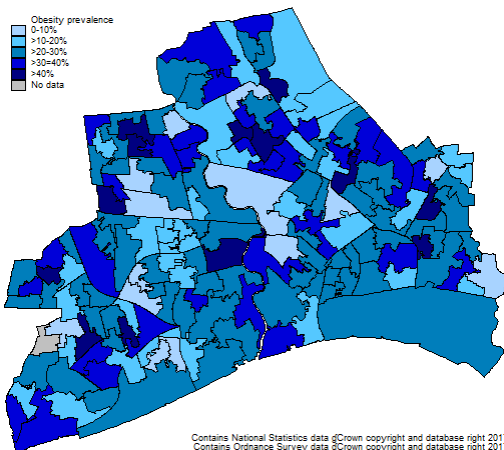 Obesity prevalence
0-10%
>10-20%
>20-30%
>30=40%
>40%
No data
Contains National Statistics data Crown copyright and database right 201
Contains Ordnance Survey data Crown copyright and database right 201